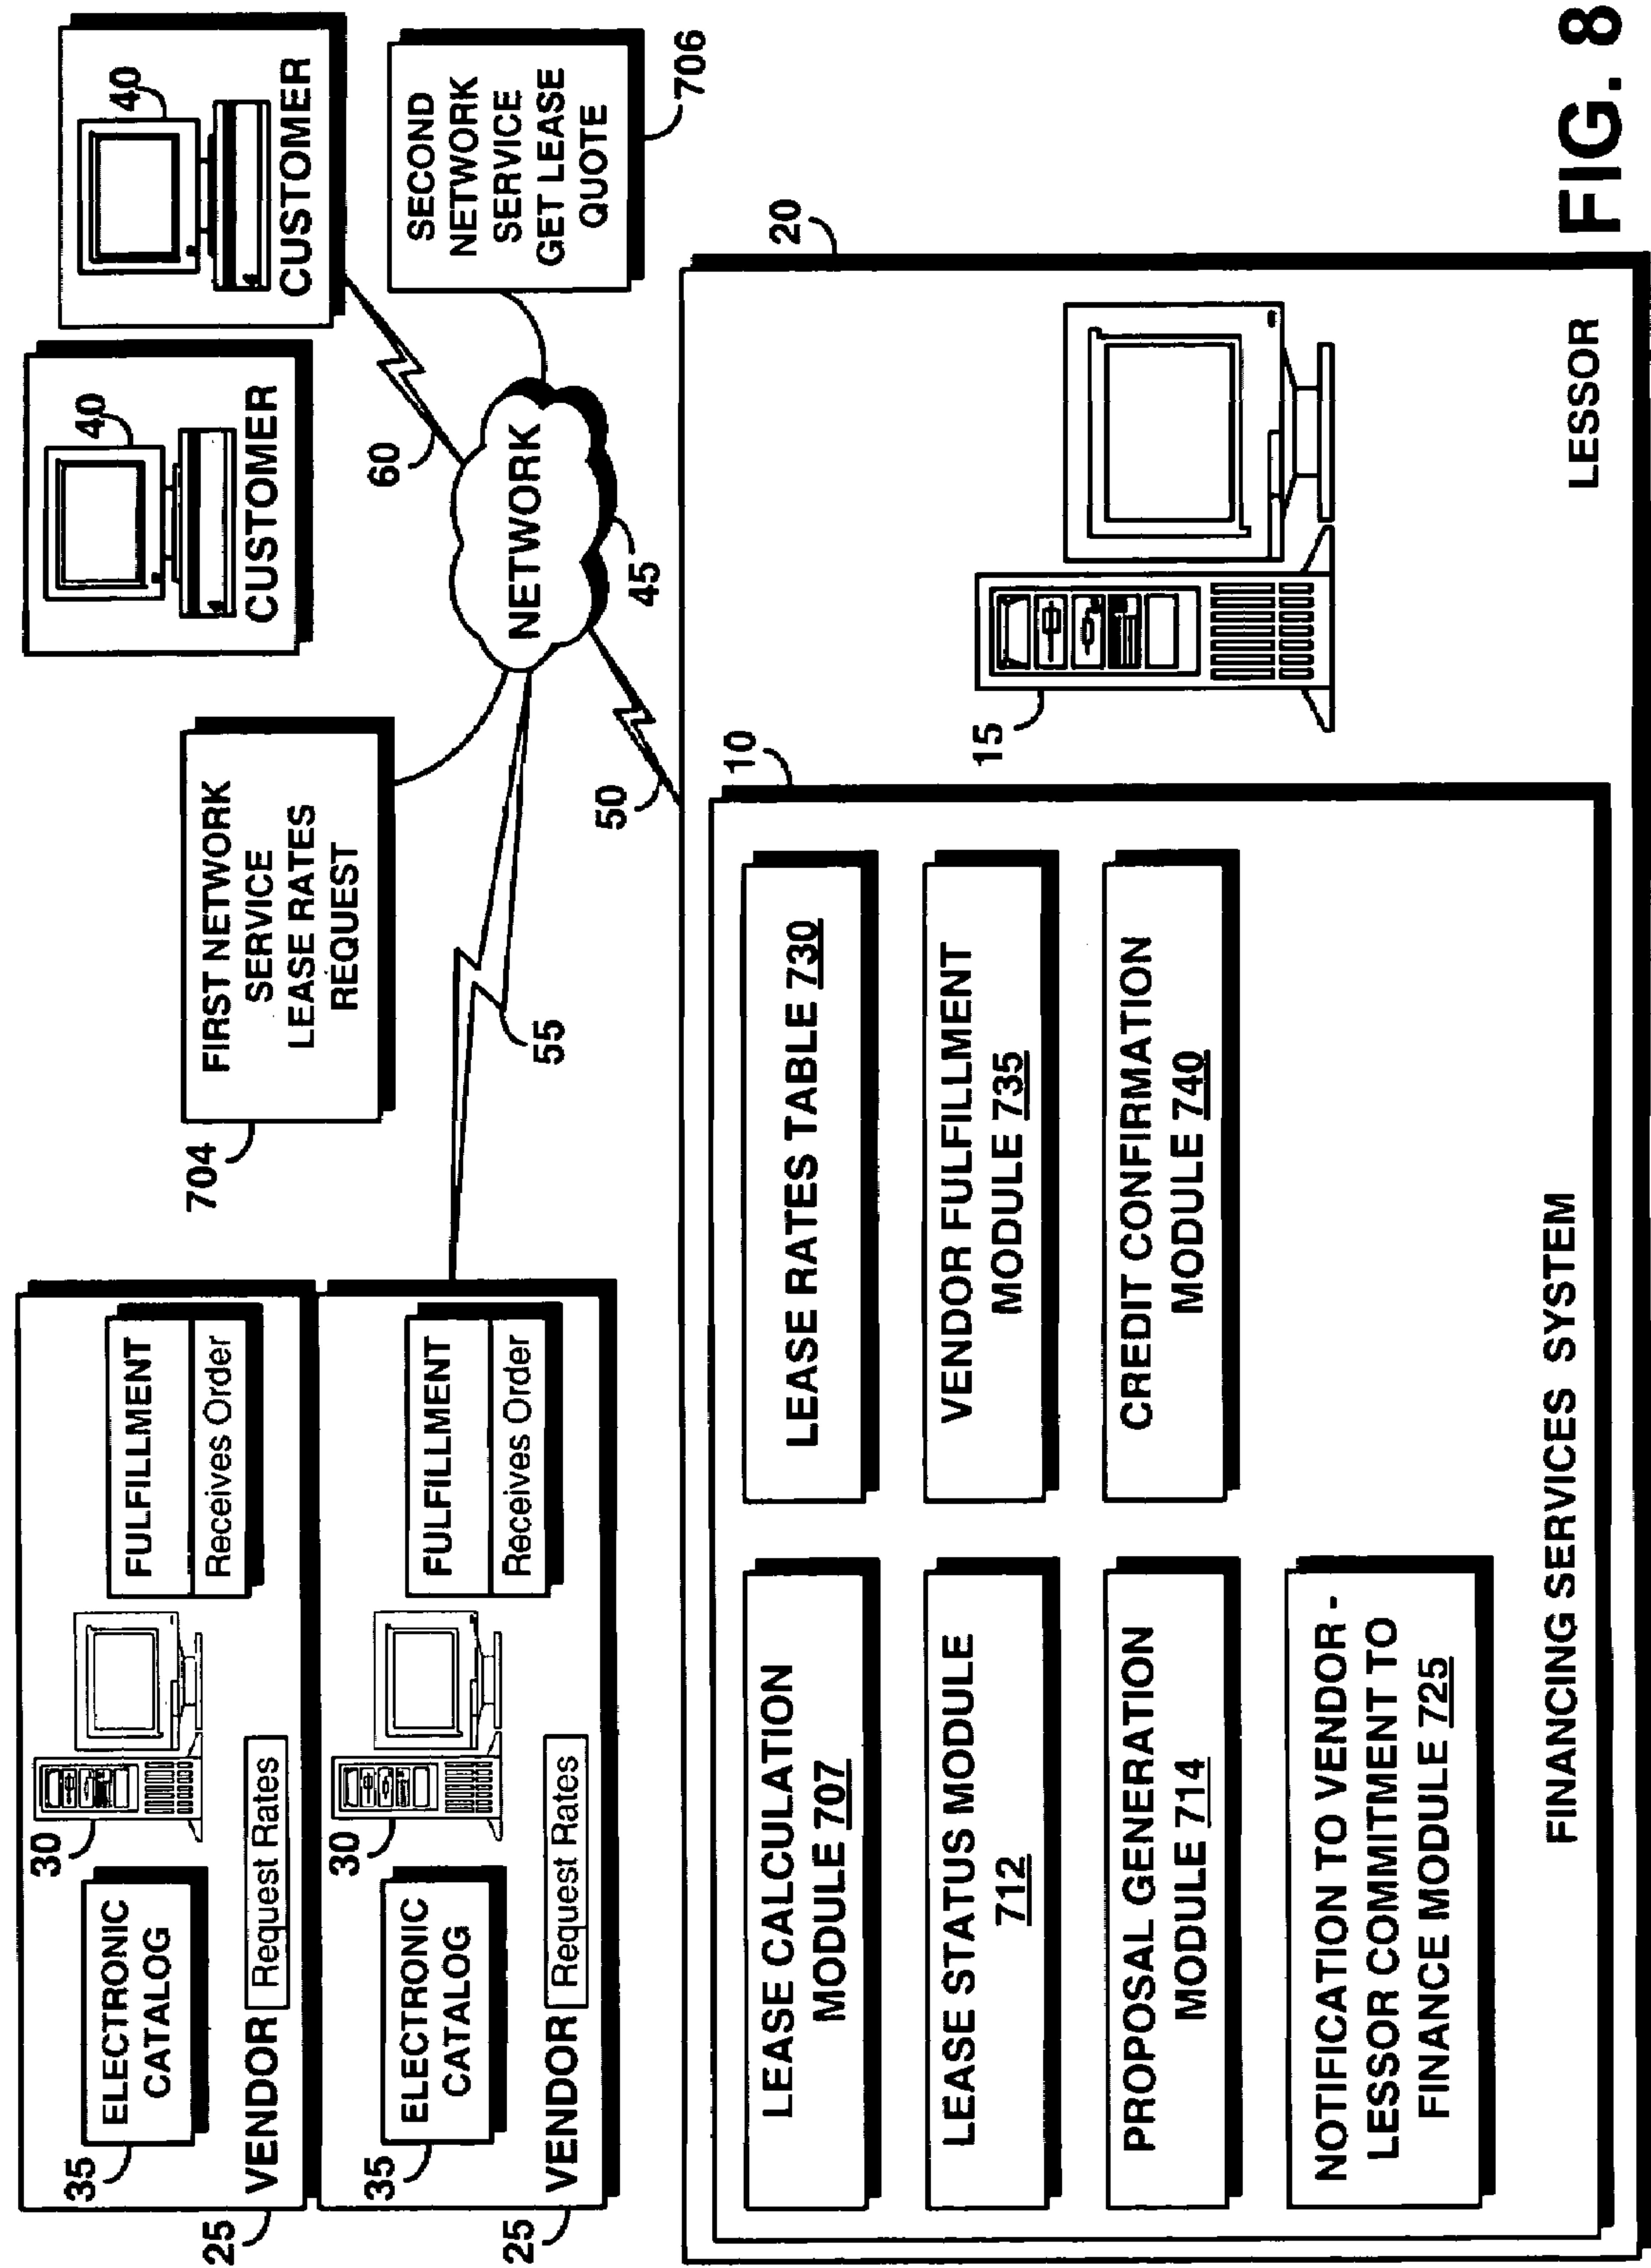 35
ELECTRONIC
CATALOG
30
FULFILLMENT
Receives Order
VENDOR
Request Rates
25
35
ELECTRONIC
CATALOG
30
FULFILLMENT
Receives Order
VENDOR
Request Rates
25
704
FIRST NETWORK
SERVICE
LEASE RATES
REQUEST
40
CUSTOMER
40
CUSTOMER
55
60
NETWORK
45
50
SECOND
NETWORK
SERVICE
GET LEASE
QUOTE
706
20
10
LEASE CALCULATION
MODULE 707
LEASE RATES TABLE 730
LEASE STATUS MODULE
712
VENDOR FULFILLMENT
MODULE 735
PROPOSAL GENERATION
MODULE 714
CREDIT CONFIRMATION
MODULE 740
NOTIFICATION TO VENDOR -
LESSOR COMMITMENT TO
FINANCE MODULE 725
FINANCING SERVICES SYSTEM
15
LESSOR
FIG. 8